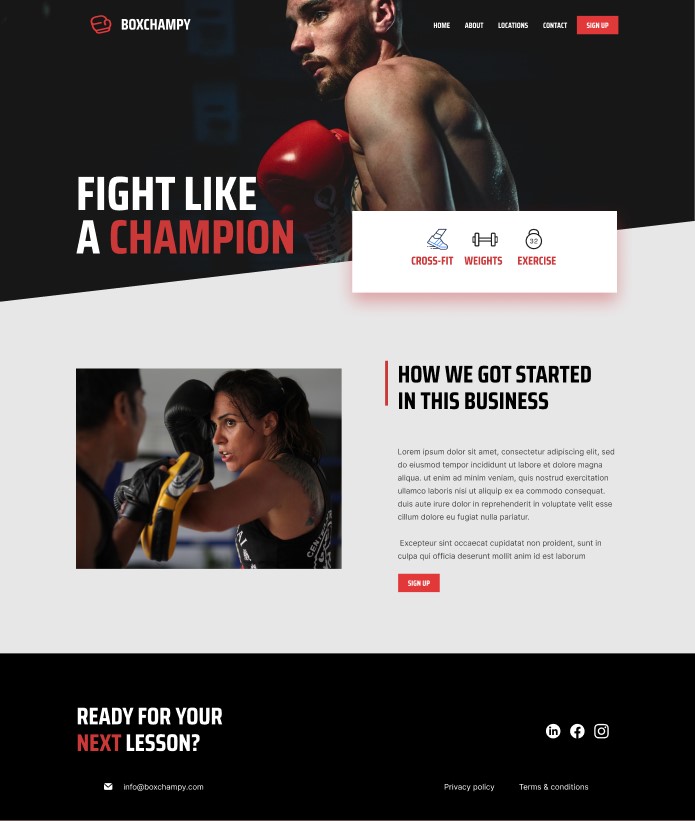 BOXCHAMPY
HOME ABOUT LOCATIONS CONTACT SIGN UP
FIGHT LIKE
A CHAMPION
32
CROSS-FIT WEIGHTS EXERCISE
HOW WE GOT STARTED
IN THIS BUSINESS
Lorem ipsum dolor sit amet, consectetur adipiscing elit, sed
do eiusmod tempor incididunt ut labore et dolore magna
aliqua. ut enim ad minim veniam, quis nostrud exercitation
ullamco laboris nisi ut aliquip ex ea commodo consequat.
duis aute irure dolor in reprehenderit in voluptate velit esse
cillum dolore eu fugiat nulla pariatur.
Excepteur sint occaecat cupidatat non proident, sunt in
culpa qui officia deserunt mollit anim id est laborum
SIGN UP
READY FOR YOUR
NEXT LESSON?
in
info@boxchampy.com
Privacy policy Terms & conditions